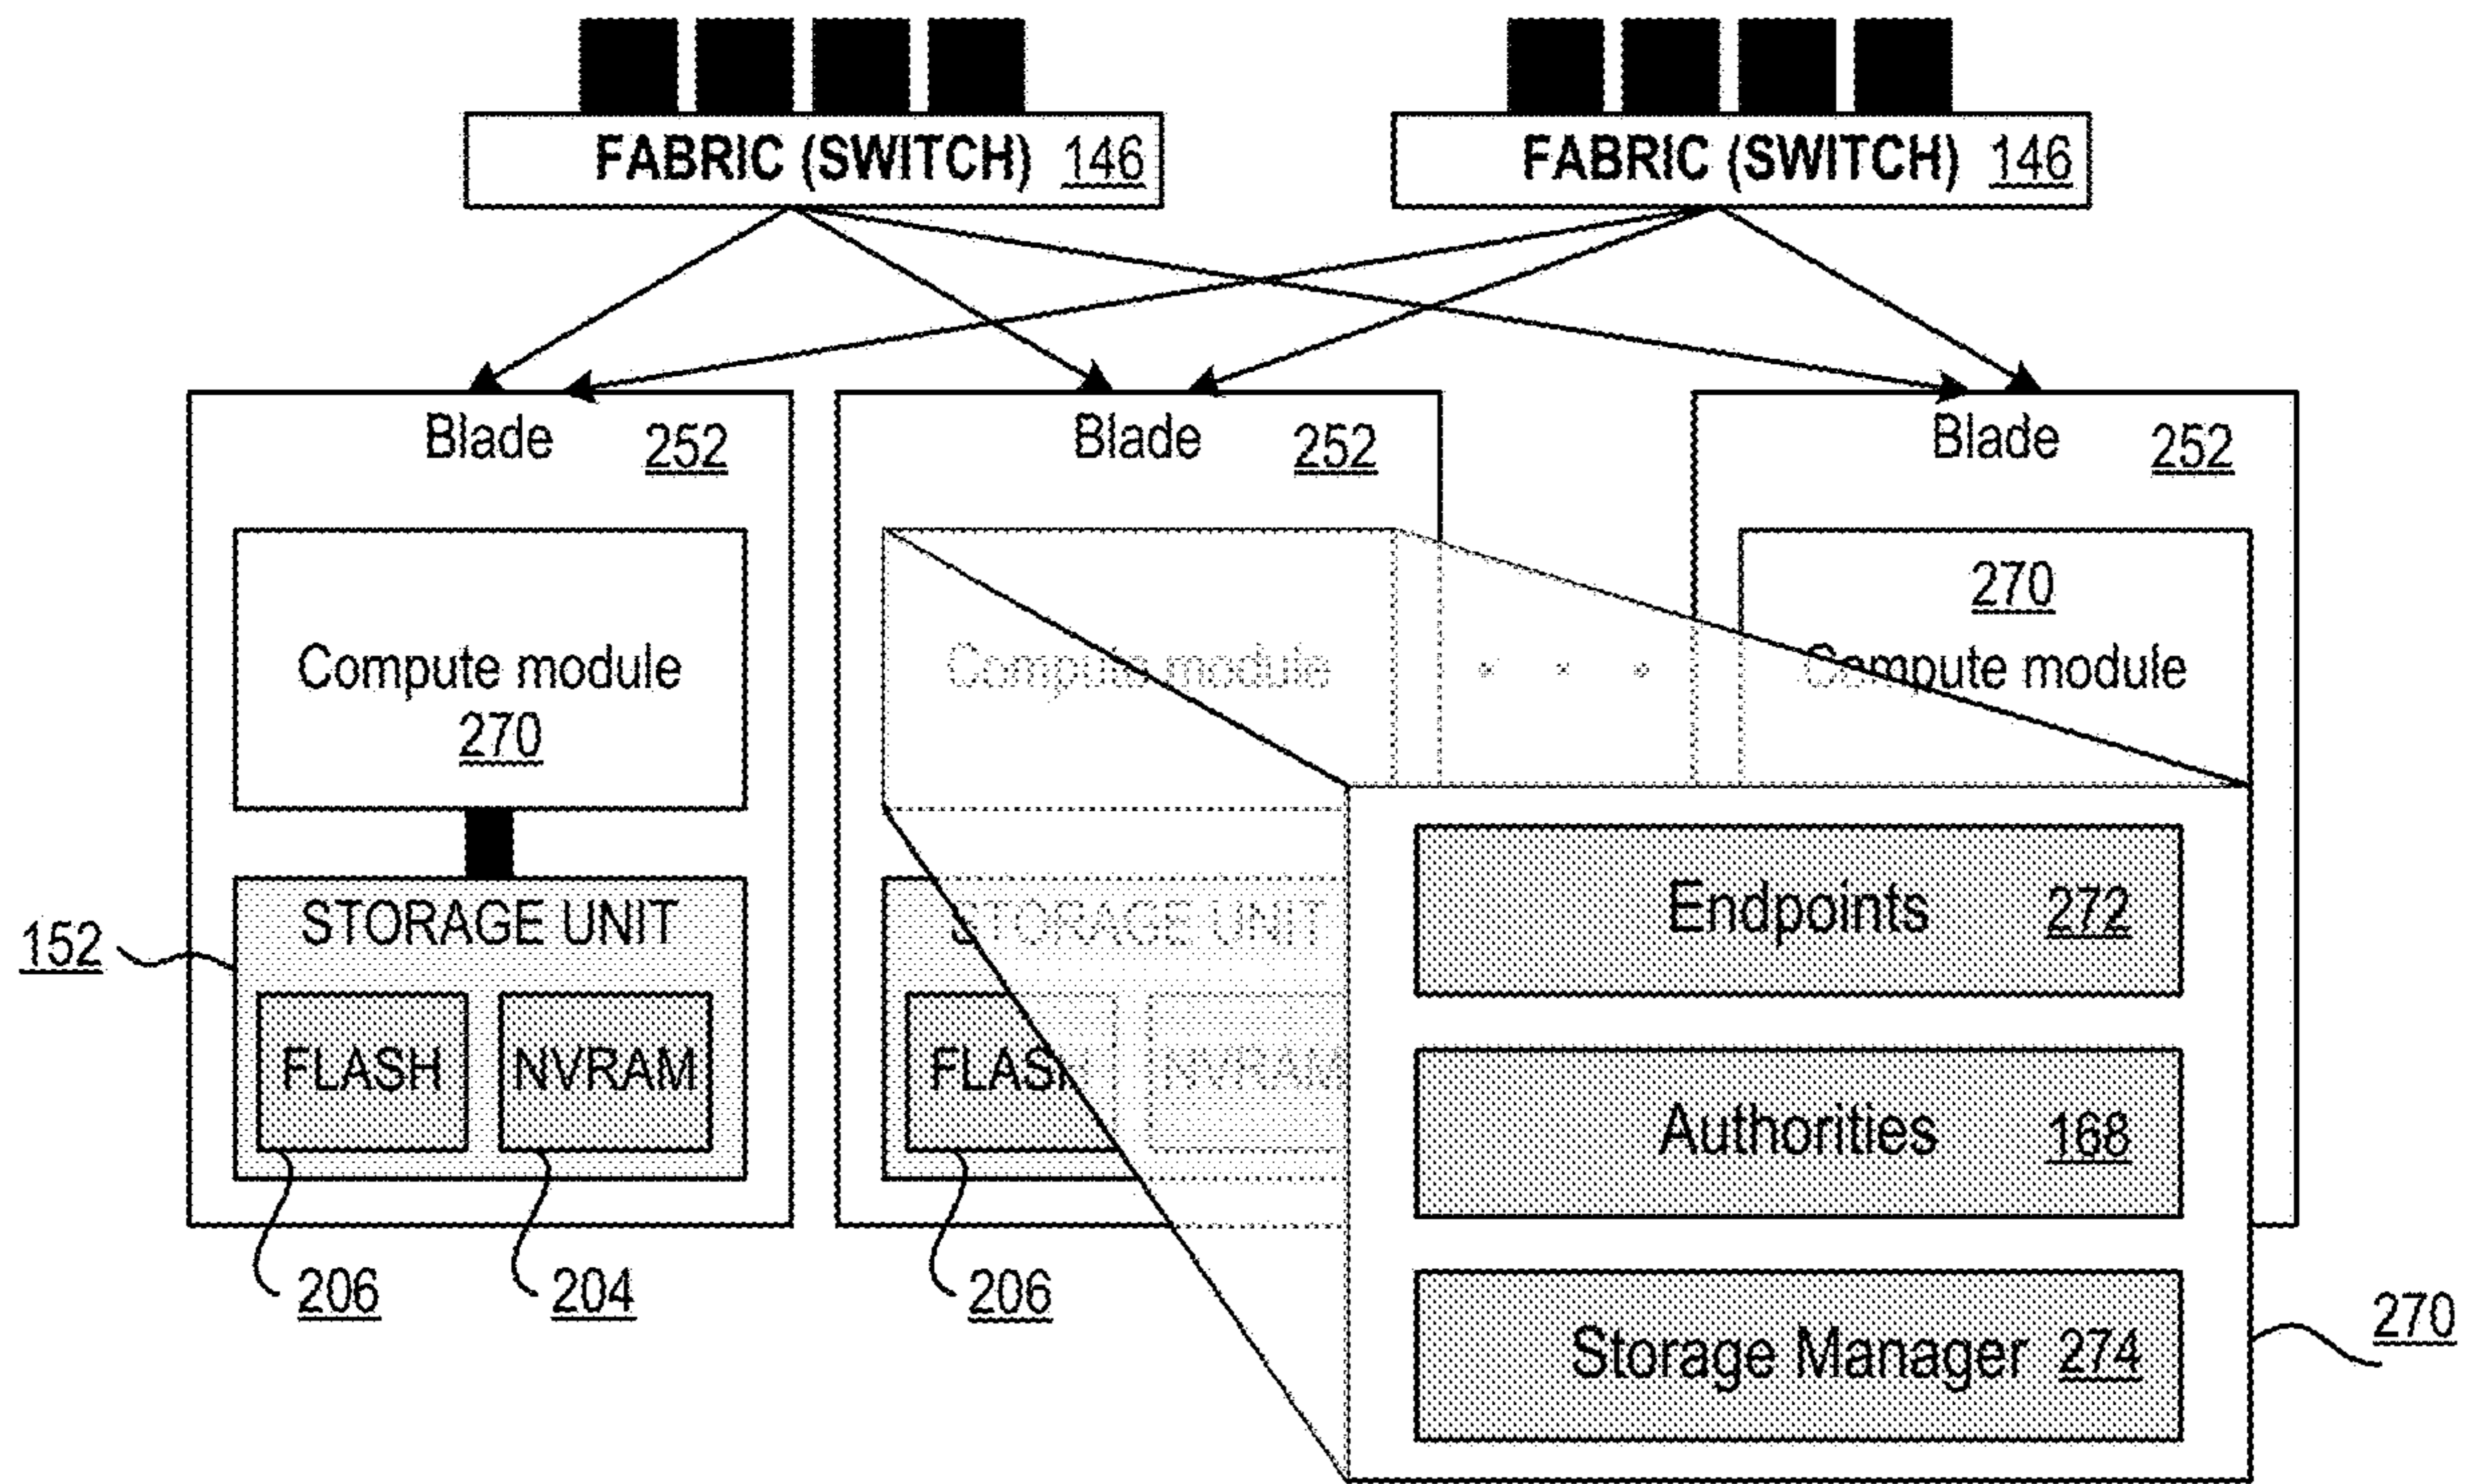 FABRIC (SWITCH) 146
FABRIC (SWITCH) 146
Blade 252
Blade 252
Blade 252
Compute module
270
Compute module
270
Compute module
152
STORAGE UNIT
FLASH
NVRAM
206
204
STORAGE UNIT
FLASH
NVRAM
206
Endpoints 272
Authorities 168
Storage Manager 274
270